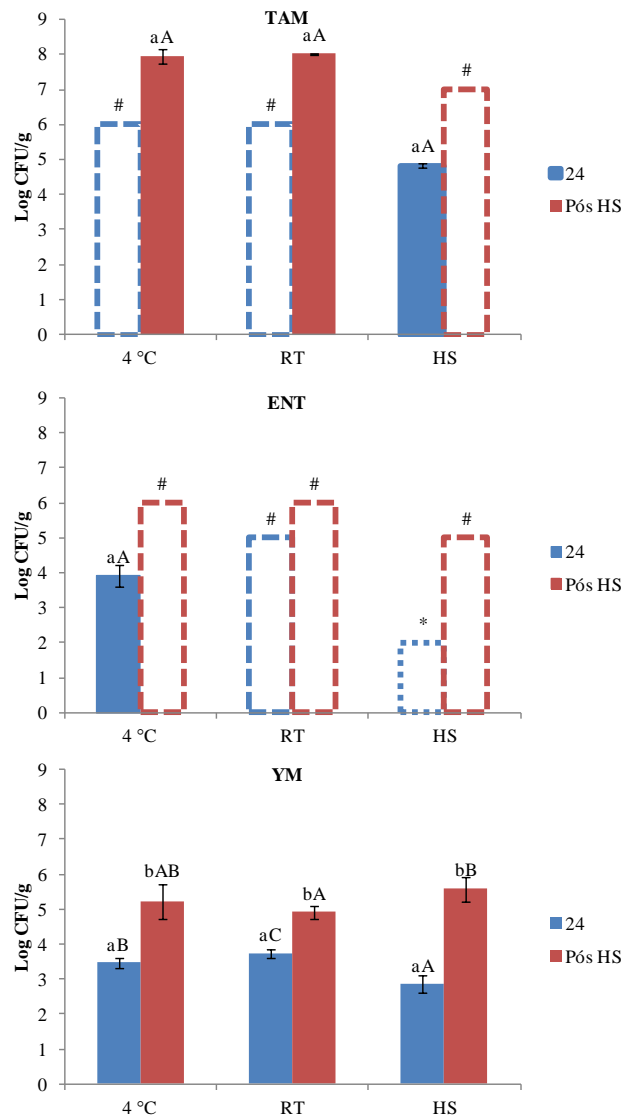 TAM
Log CFU/g
9
8
7
6
5
4
3
2
1
0
# aA # aA aA #
4 °C RT HS
24
Pós HS
ENT
Log CFU/g
9
8
7
6
5
4
3
2
1
0
aA # # # * #
4 °C RT HS
24
Pós HS
YM
Log CFU/g
9
8
7
6
5
4
3
2
1
0
aB bAB aC bA aA bB
4 °C RT HS
24
Pós HS